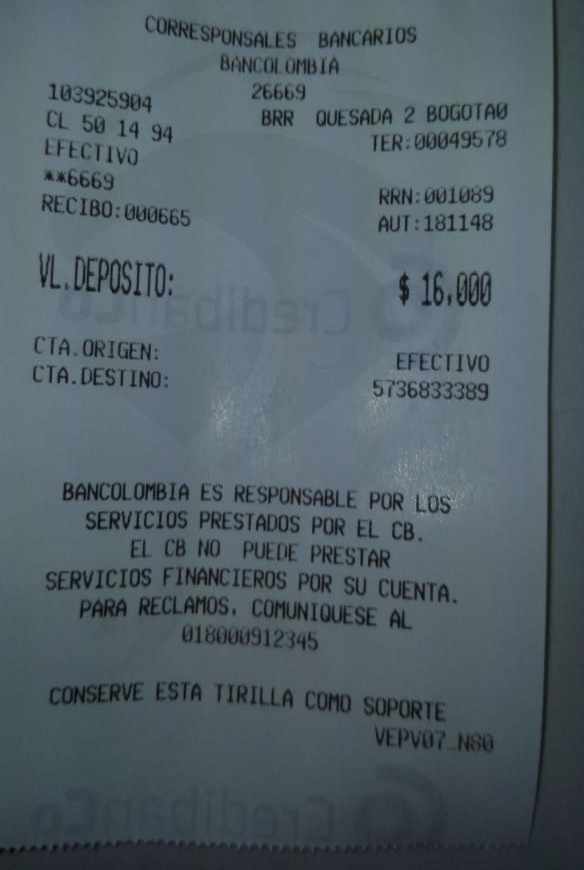 CORRESPONSALES BANCARIOS
BANCOLOMBIA
103925904 26669
CL 50 14 94 BRR QUESADA 2 BOGOTA0
EFECTIVO TER:00049578
**6669
RRN:001089
RECIBO:000665 AUT:181148
VL.DEPOSITO: $ 16,000
CTA.ORIGEN: EFECTIVO
CTA.DESTINO: 5736833389
BANCOLOMBIA ES RESPONSABLE POR LOS
SERVICIOS PRESTADOS POR EL CB.
EL CB NO PUEDE PRESTAR
SERVICIOS FINANCIEROS POR SU CUENTA.
PARA RECLAMOS, COMUNIQUESE AL
018000912345
CONSERVE ESTA TIRILLA COMO SOPORTE
VEPV07_N80
CredibanCo
CredibanCo